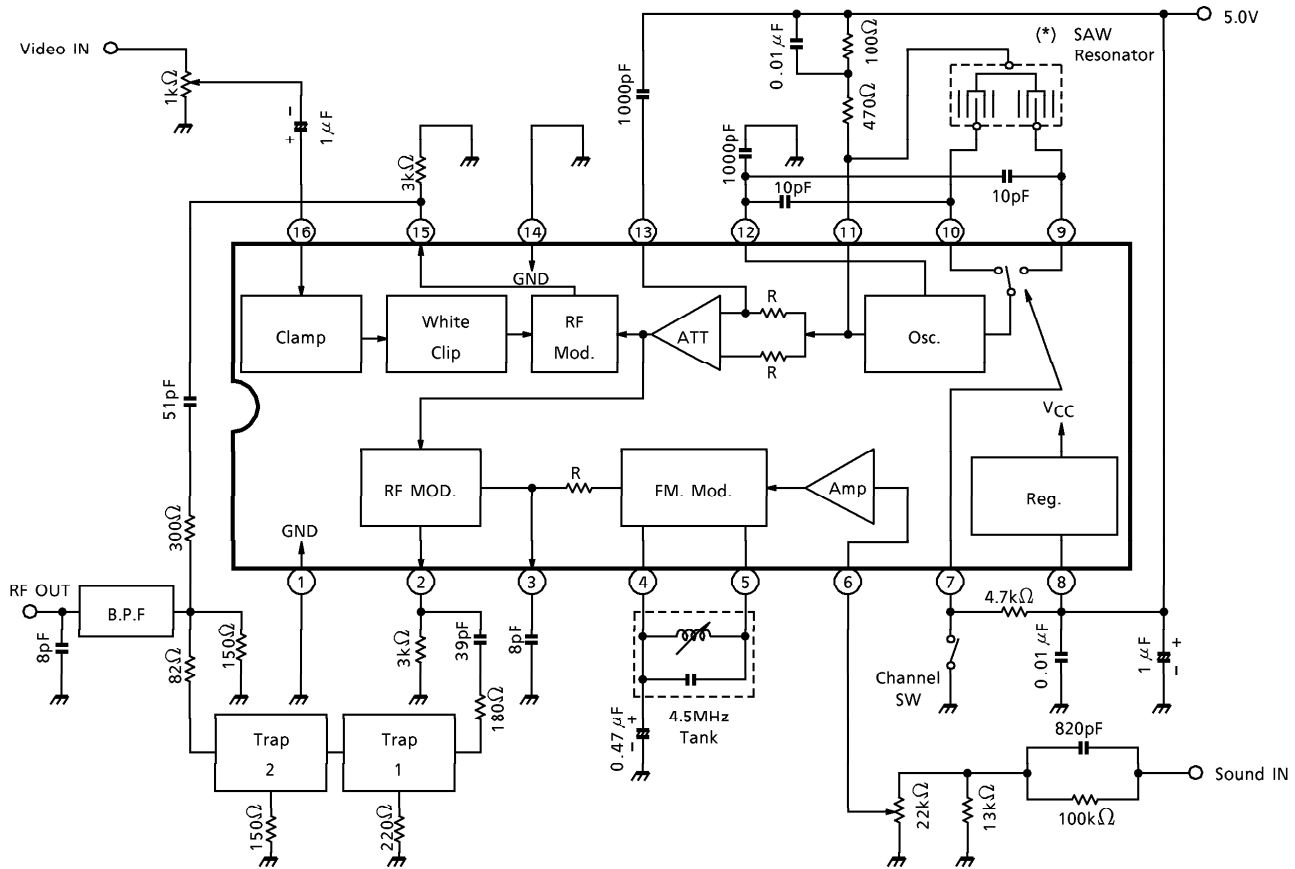 5.0V
Video IN
(*) SAW
Resonator
1kΩ
1μF
1000pF
0.01μF
100Ω
470Ω
3kΩ
1000pF
10pF
10pF
16
15
14
13
12
11
10
9
GND
Clamp
White
Clip
RF
Mod.
ATT
R
R
Osc.
51pF
VCC
RF MOD.
R
FM. Mod.
Amp
Reg.
300Ω
GND
1
2
3
4
5
6
7
8
RF OUT
B.P.F
8pF
82Ω
150Ω
3kΩ
39pF
8pF
180Ω
4.7kΩ
Channel
SW
0.01μF
1μF
+
-
Trap
2
Trap
1
150Ω
220Ω
0.47μF
+
-
4.5MHz
Tank
820pF
Sound IN
22kΩ
13kΩ
100kΩ
-
+